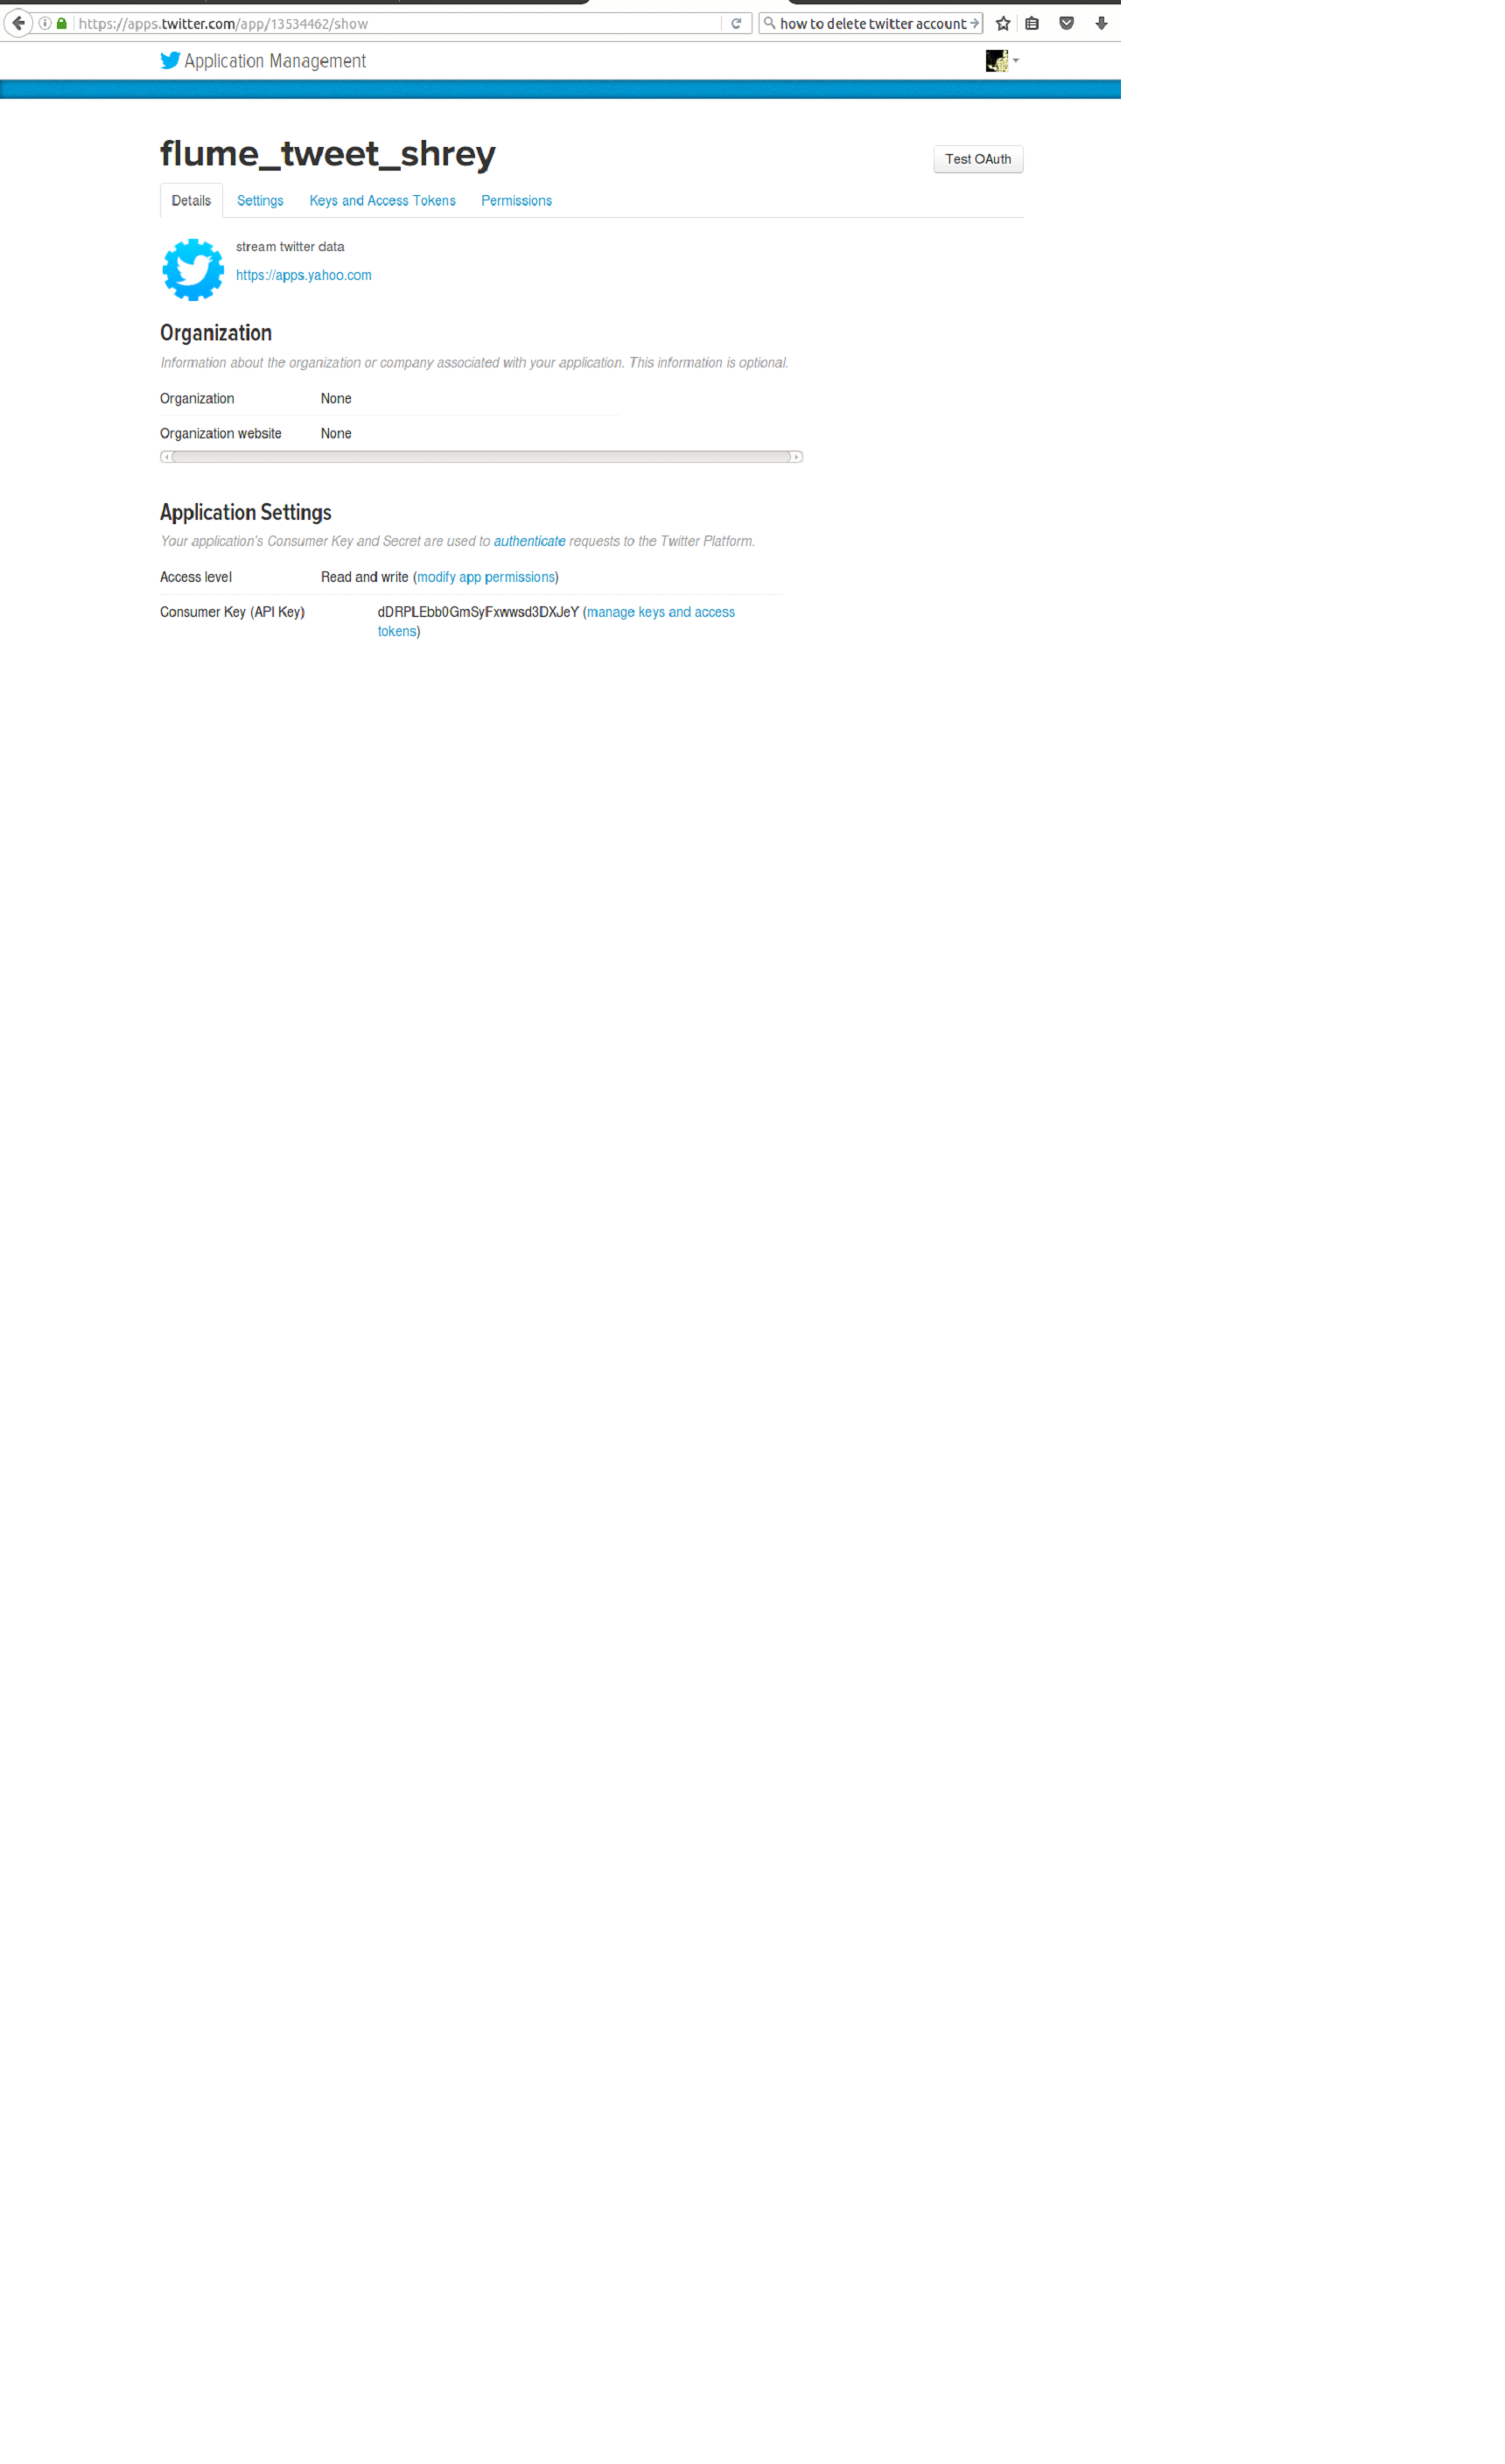 https://apps.twitter.com/app/13534462/show
how to delete twitter account
Application Management
flume_tweet_shrey
Test OAuth
Details Settings Keys and Access Tokens Permissions
stream twitter data
https://apps.yahoo.com
Organization
Information about the organization or company associated with your application. This information is optional.
Organization None
Organization website None
Application Settings
Your application's Consumer Key and Secret are used to authenticate requests to the Twitter Platform.
Access level Read and write (modify app permissions)
Consumer Key (API Key) dDRPLEbb0GmSyFxwwsd3DXJeY (manage keys and access
tokens)